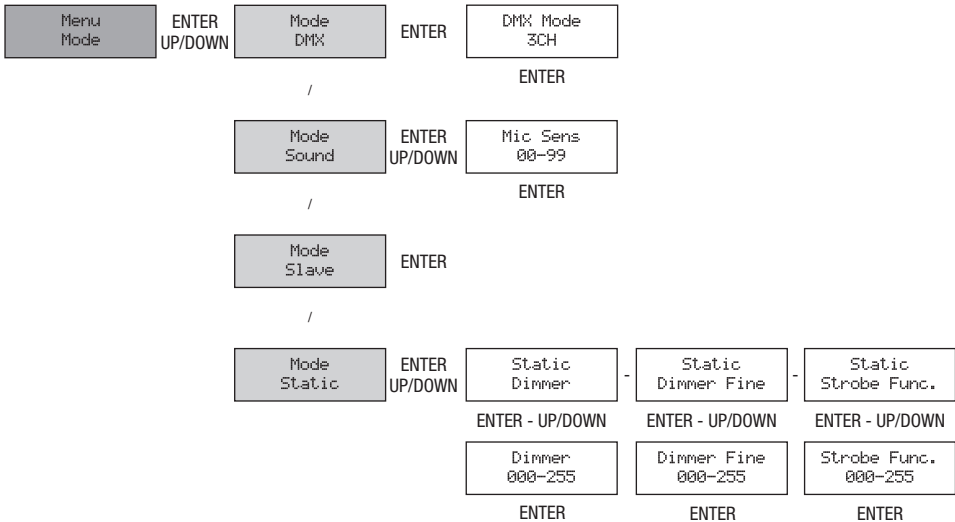 Menu
Mode
ENTER
UP/DOWN
Mode
DMX
ENTER
DMX Mode
3CH
ENTER
/
Mode
Sound
ENTER
UP/DOWN
Mic Sens
00-99
ENTER
/
Mode
Slave
ENTER
/
Mode
Static
ENTER
UP/DOWN
Static
Dimmer
-
Static
Dimmer Fine
-
Static
Strobe Func.
ENTER - UP/DOWN
ENTER - UP/DOWN
ENTER - UP/DOWN
Dimmer
000-255
Dimmer Fine
000-255
Strobe Func.
000-255
ENTER
ENTER
ENTER